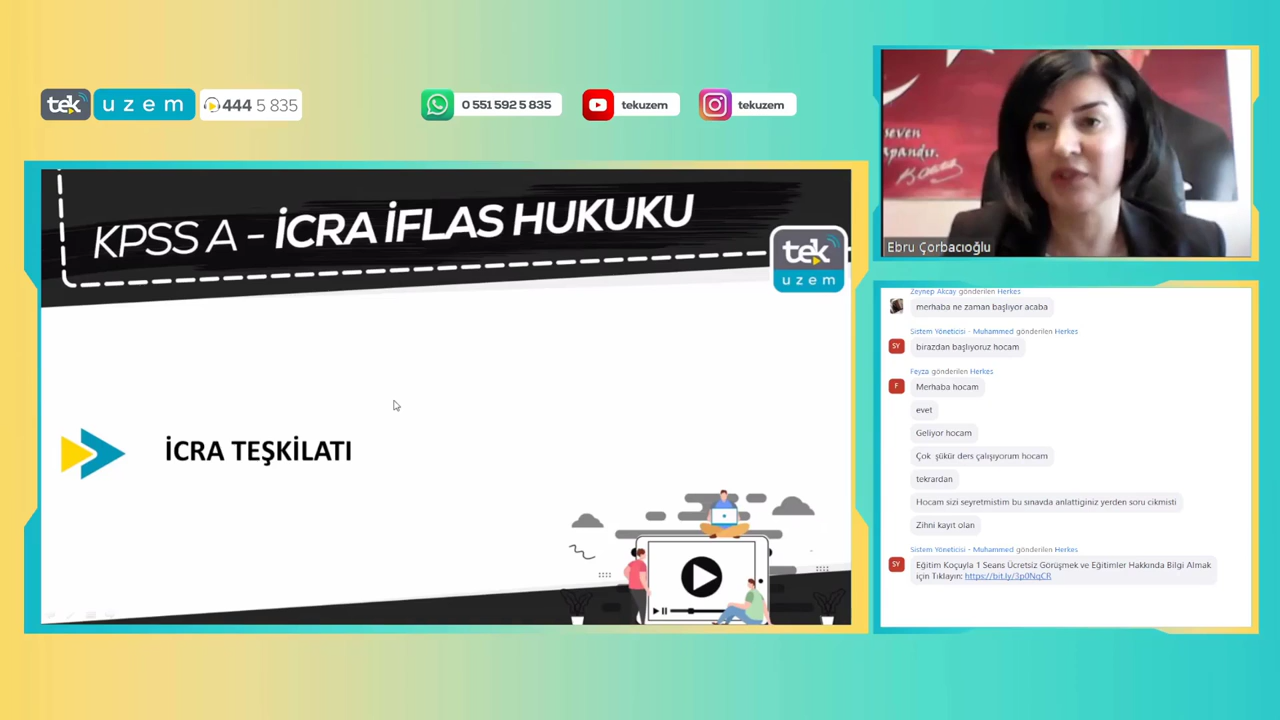 tek uzem 444 5 835
0 551 592 5 835
tekuzem
tekuzem
KPSS A - İCRA İFLAS HUKUKU
tek
uzem
İCRA TEŞKİLATI
seven
apandır.
Ebru Çorbacıoğlu
Zeynep Akcay gönderilen Herkes
merhaba ne zaman başlıyor acaba
Sistem Yöneticisi - Muhammed gönderilen Herkes
SY
birazdan başlıyoruz hocam
Feyza gönderilen Herkes
F
Merhaba hocam
evet
Geliyor hocam
Çok şükür ders çalışıyorum hocam
tekrardan
Hocam sizi seyretmistim bu sınavda anlattiginiz yerden soru cikmisti
Zihni kayıt olan
Sistem Yöneticisi - Muhammed gönderilen Herkes
SY
Eğitim Koçuyla 1 Seans Ücretsiz Görüşmek ve Eğitimler Hakkında Bilgi Almak
için Tıklayın: https://bit.ly/3p0NqCR